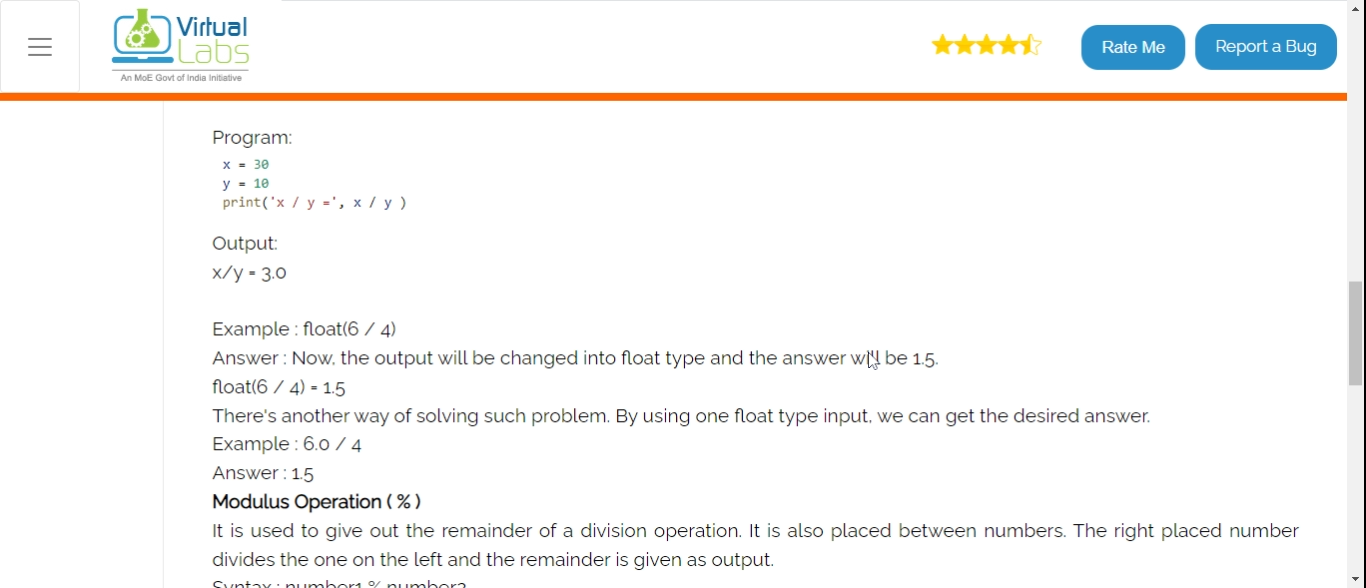 Virtual
Labs
An MoE Govt of India Initiative
Rate Me
Report a Bug
Program:
x = 30
y = 10
print('x / y =', x / y )
Output:
x/y = 3.0
Example : float(6 / 4)
Answer : Now, the output will be changed into float type and the answer will be 1.5.
float(6 / 4) = 1.5
There's another way of solving such problem. By using one float type input, we can get the desired answer.
Example : 6.0 / 4
Answer : 1.5
Modulus Operation ( % )
It is used to give out the remainder of a division operation. It is also placed between numbers. The right placed number
divides the one on the left and the remainder is given as output.
Syntax : number1 % number2